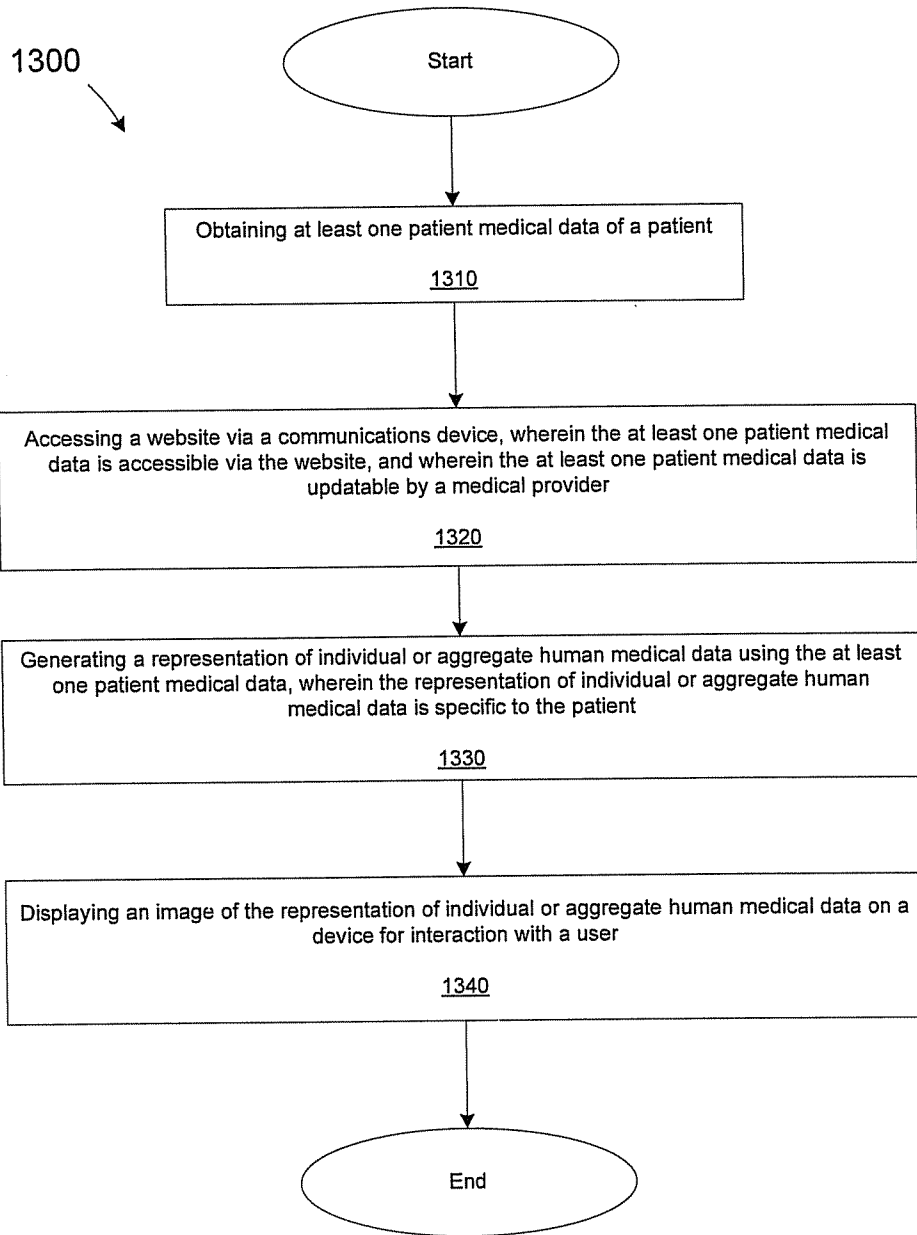 1300
Start
Obtaining at least one patient medical data of a patient
1310
Accessing a website via a communications device, wherein the at least one patient medical
data is accessible via the website, and wherein the at least one patient medical data is
updatable by a medical provider
1320
Generating a representation of individual or aggregate human medical data using the at least
one patient medical data, wherein the representation of individual or aggregate human
medical data is specific to the patient
1330
Displaying an image of the representation of individual or aggregate human medical data on a
device for interaction with a user
1340
End